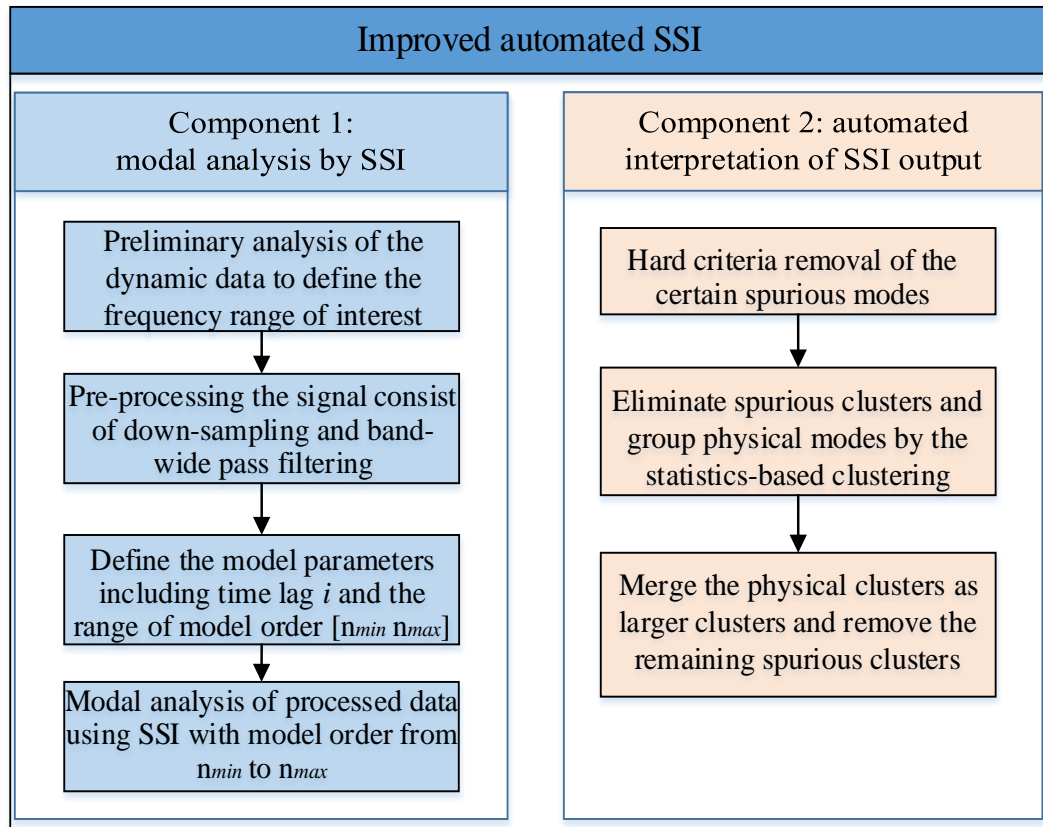 Improved automated SSI
Component 1:
modal analysis by SSI
Preliminary analysis of the
dynamic data to define the
frequency range of interest
Pre-processing the signal consist
of down-sampling and band-
wide pass filtering
Define the model parameters
including time lag i and the
range of model order [nmin nmax]
Modal analysis of processed data
using SSI with model order from
nmin to nmax
Component 2: automated
interpretation of SSI output
Hard criteria removal of the
certain spurious modes
Eliminate spurious clusters and
group physical modes by the
statistics-based clustering
Merge the physical clusters as
larger clusters and remove the
remaining spurious clusters